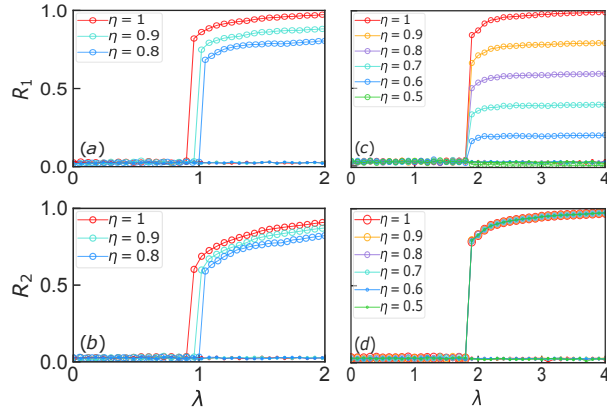 1.0
0.5
0.0
R1
η = 1
η = 0.9
η = 0.8
(a)
0 1 2
η = 1
η = 0.9
η = 0.8
η = 0.7
η = 0.6
η = 0.5
(c)
0 1 2 3 4
1.0
0.5
0.0
R2
η = 1
η = 0.9
η = 0.8
(b)
0 1 2
λ
η = 1
η = 0.9
η = 0.8
η = 0.7
η = 0.6
η = 0.5
(d)
0 1 2 3 4
λ